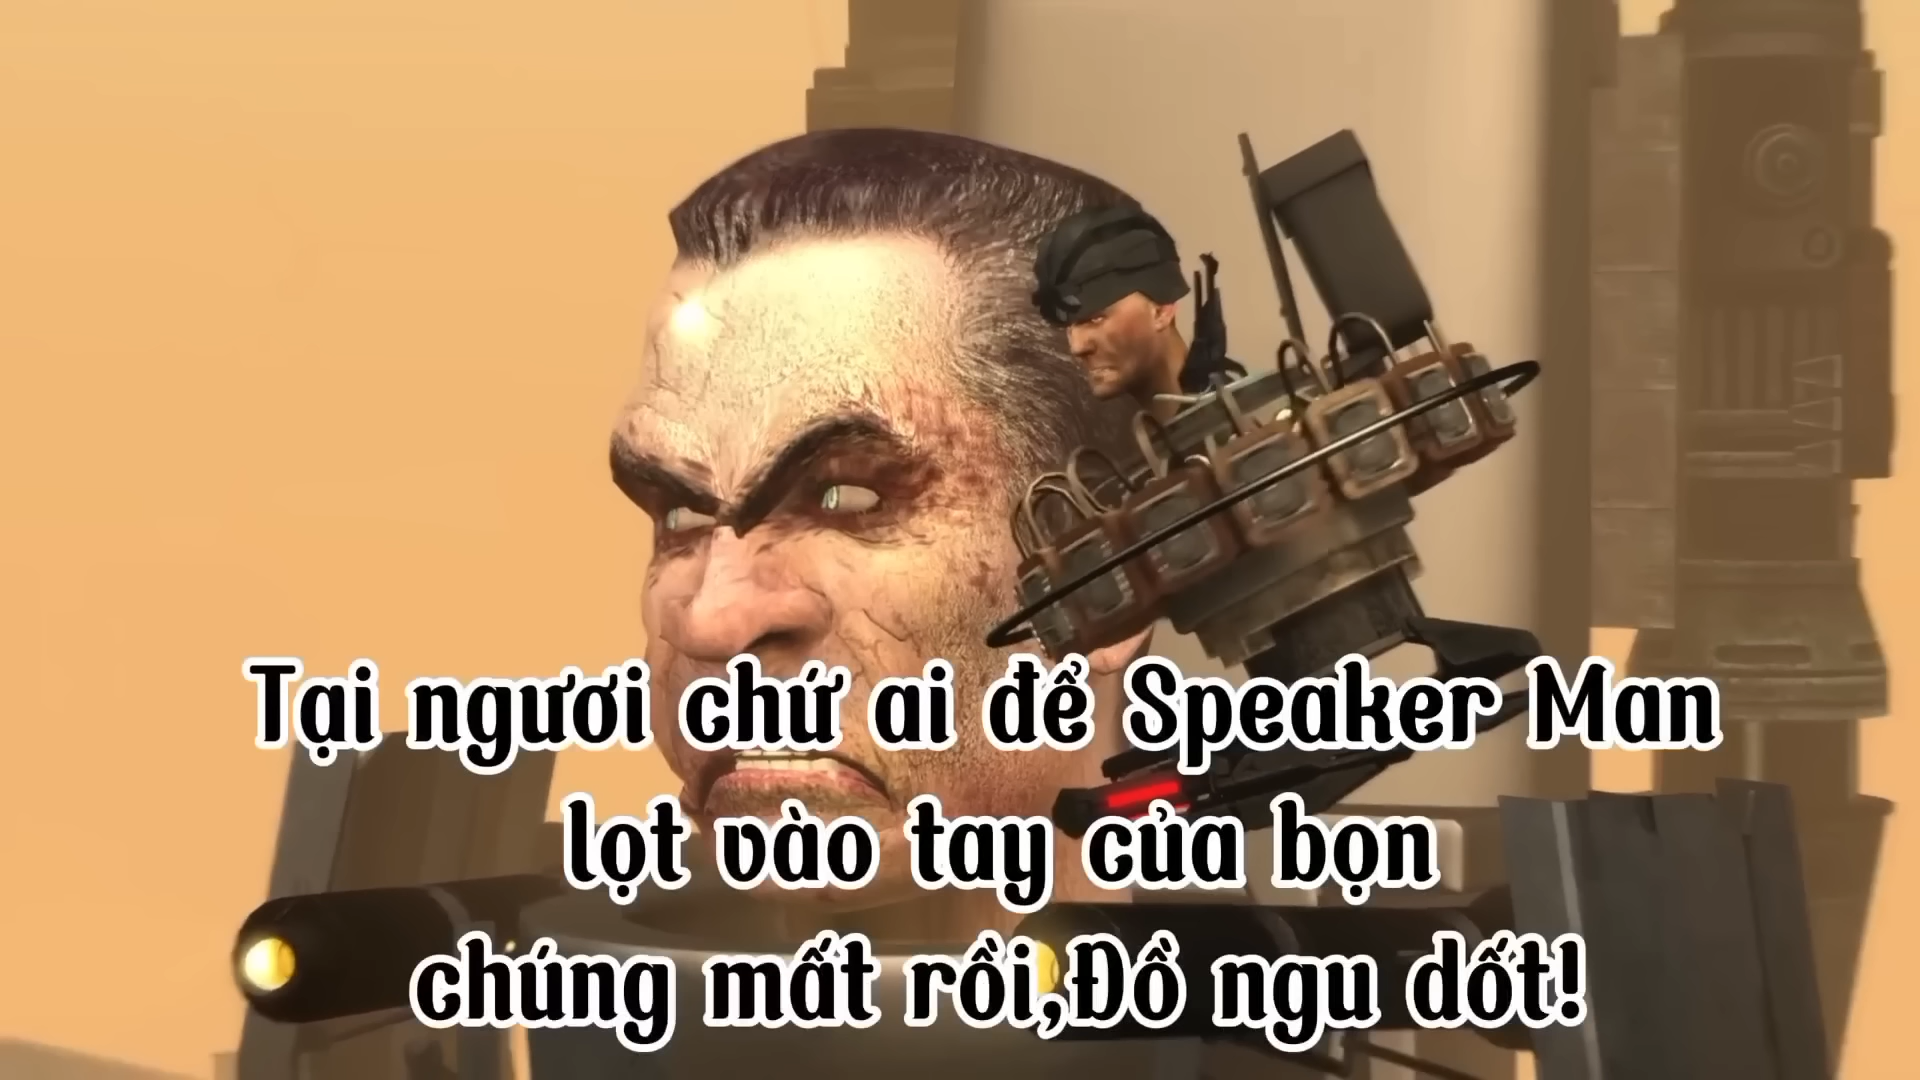 Tại ngươi chứ ai để Speaker Man
lọt vào tay của bọn
chúng mất rồi,Đồ ngu dốt!